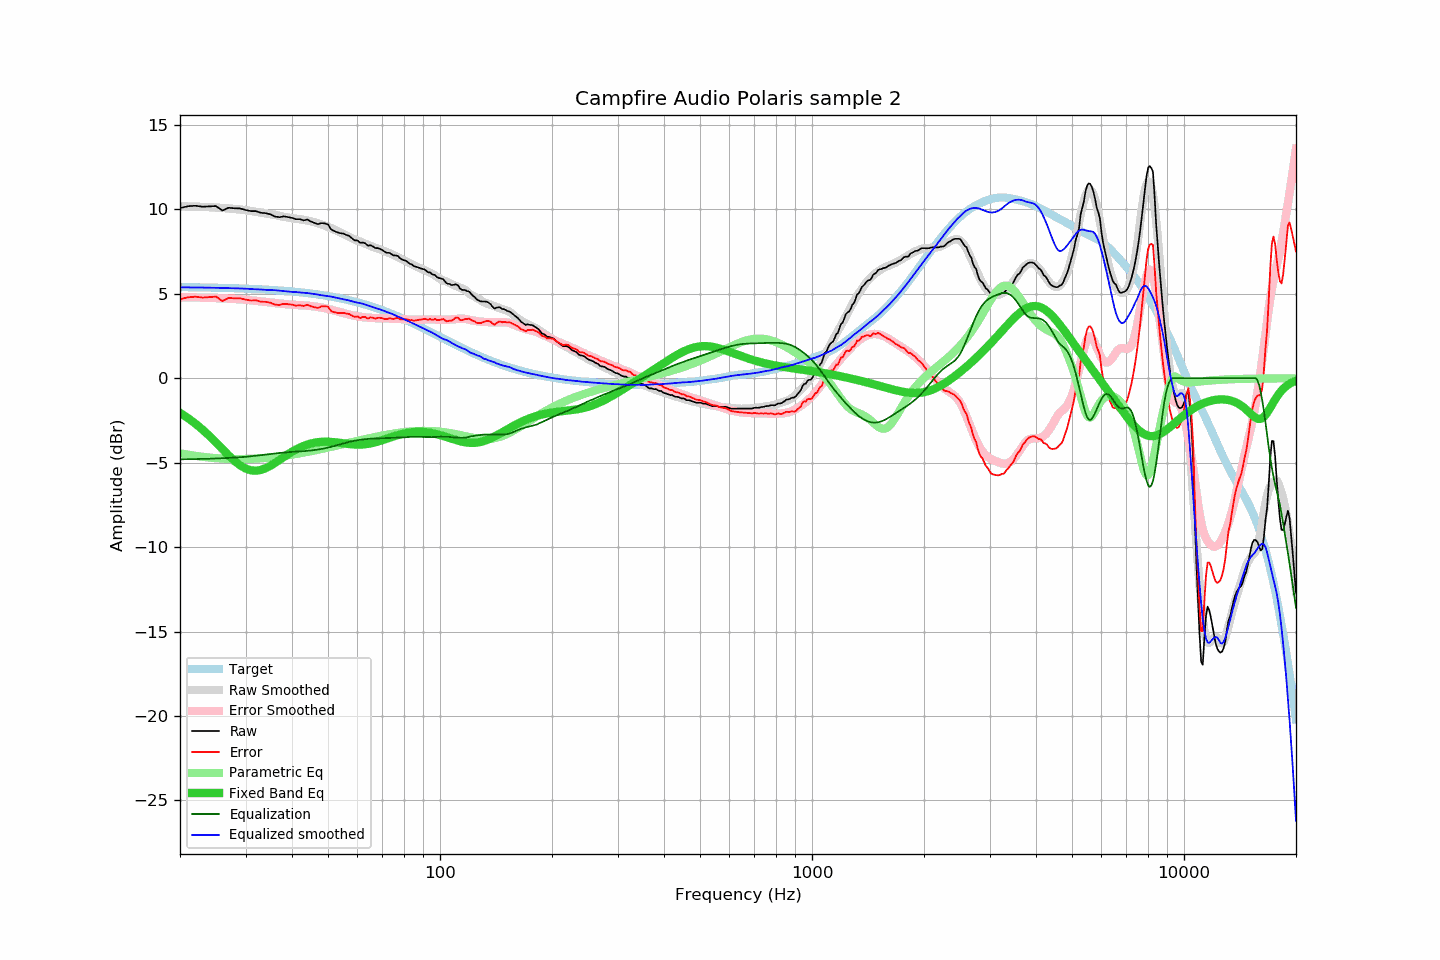 Campfire Audio Polaris sample 2
15
10
5
0
−5
−10
−15
−20
−25
Amplitude (dBr)
Target
Raw Smoothed
Error Smoothed
Raw
Error
Parametric Eq
Fixed Band Eq
Equalization
Equalized smoothed
100
1000
10000
Frequency (Hz)